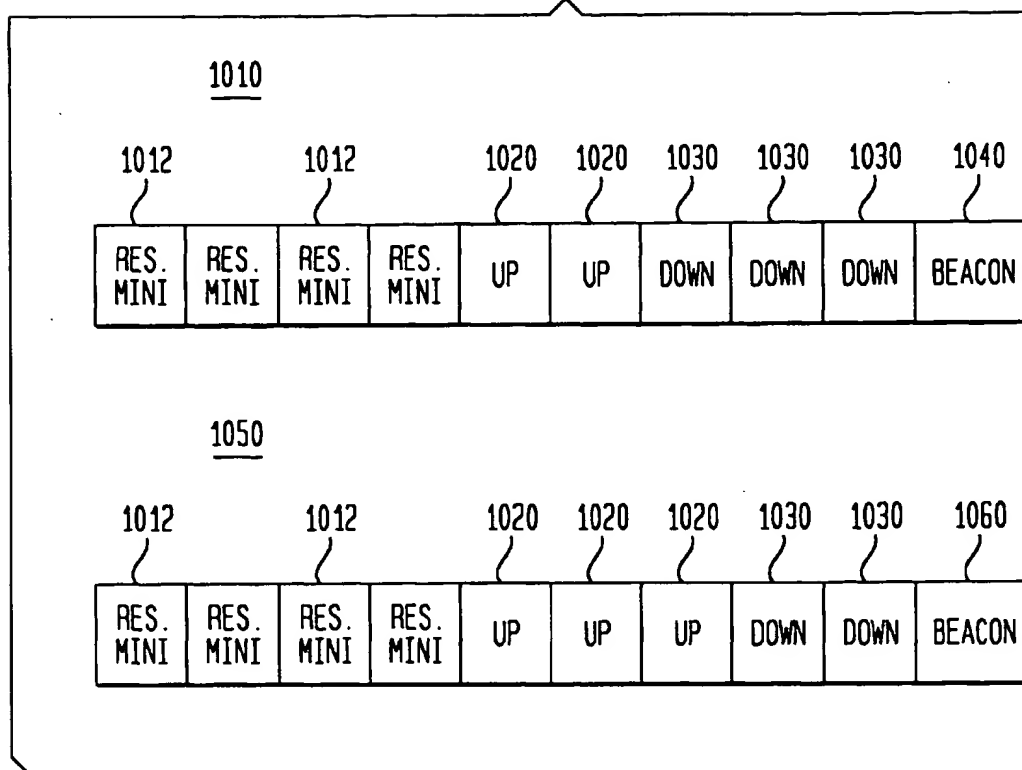 1010
1012 1012 1020 1020 1030 1030 1030 1040
RES. RES. RES. RES. UP UP DOWN DOWN DOWN BEACON
MINI MINI MINI MINI
1050
1012 1012 1020 1020 1020 1030 1030 1060
RES. RES. RES. RES. UP UP UP DOWN DOWN BEACON
MINI MINI MINI MINI